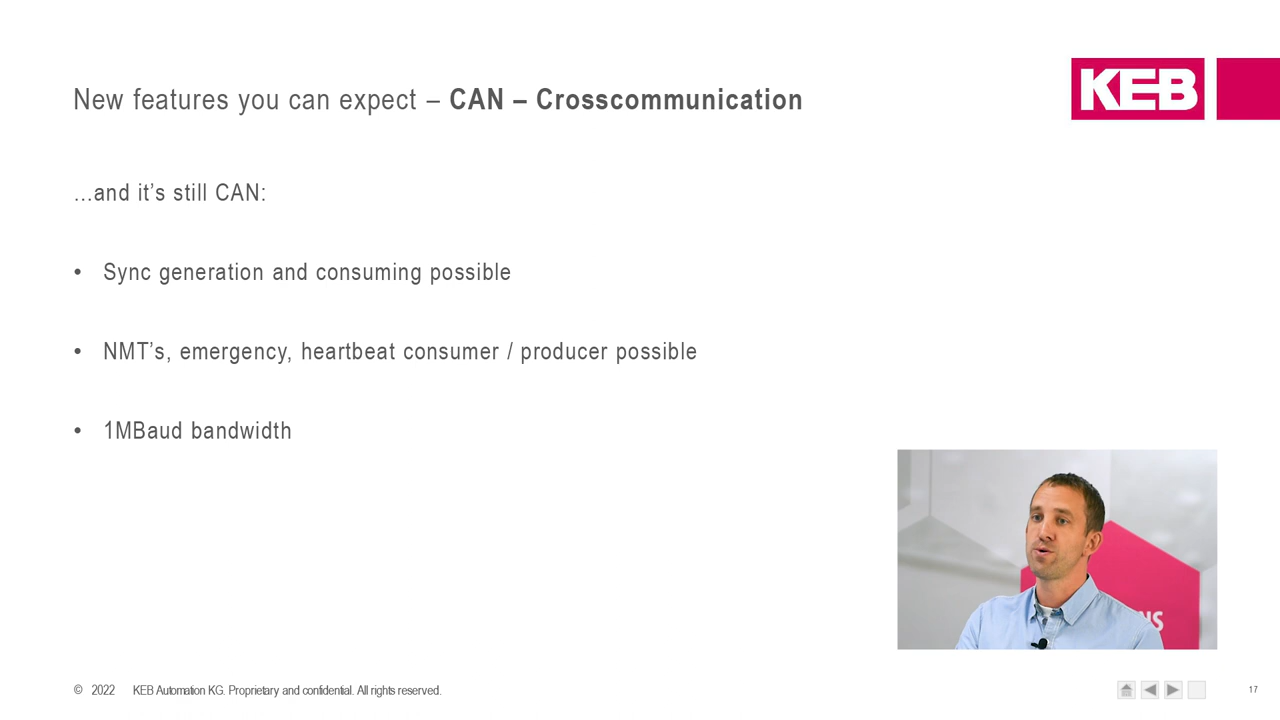 New features you can expect – CAN – Crosscommunication
KEB
...and it's still CAN:
• Sync generation and consuming possible
• NMT's, emergency, heartbeat consumer / producer possible
• 1MBaud bandwidth
NS
© 2022 KEB Automation KG. Proprietary and confidential. All rights reserved.
17